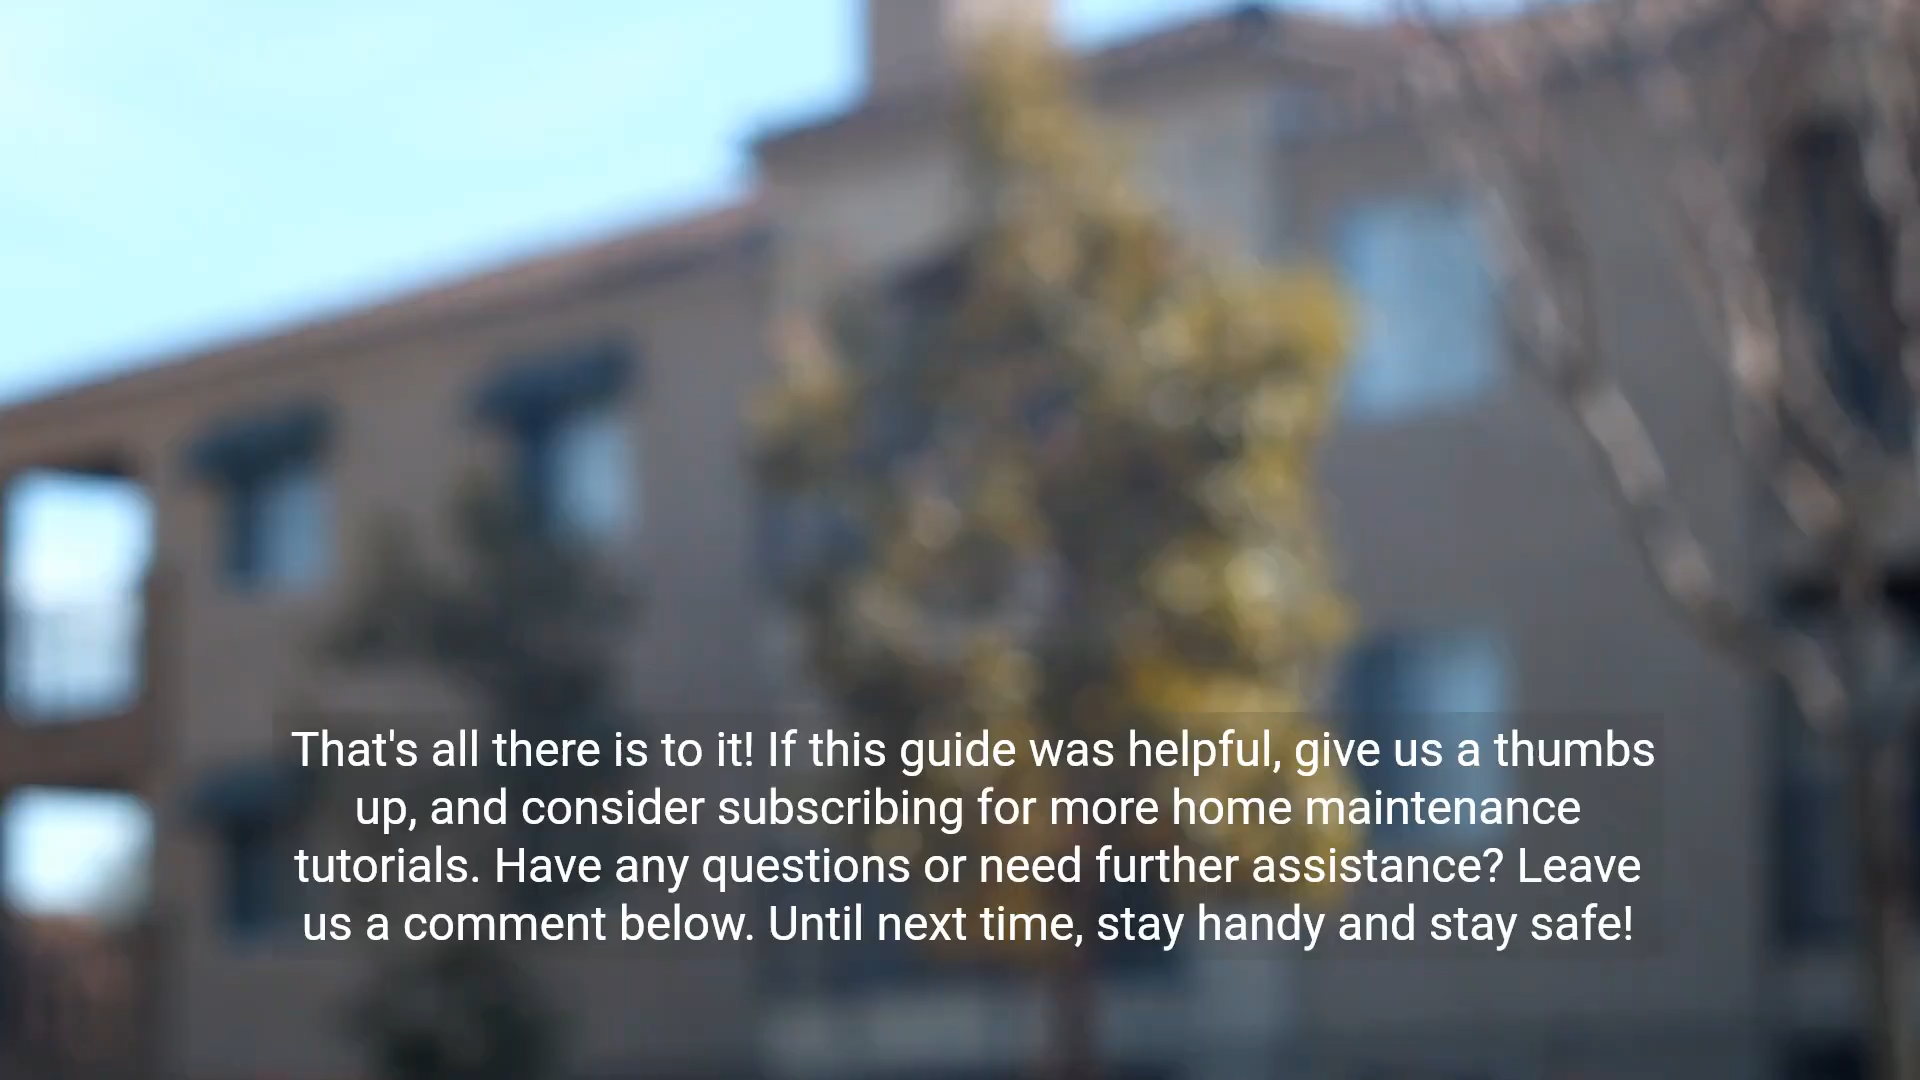 That's all there is to it! If this guide was helpful, give us a thumbs
up, and consider subscribing for more home maintenance
tutorials. Have any questions or need further assistance? Leave
us a comment below. Until next time, stay handy and stay safe!